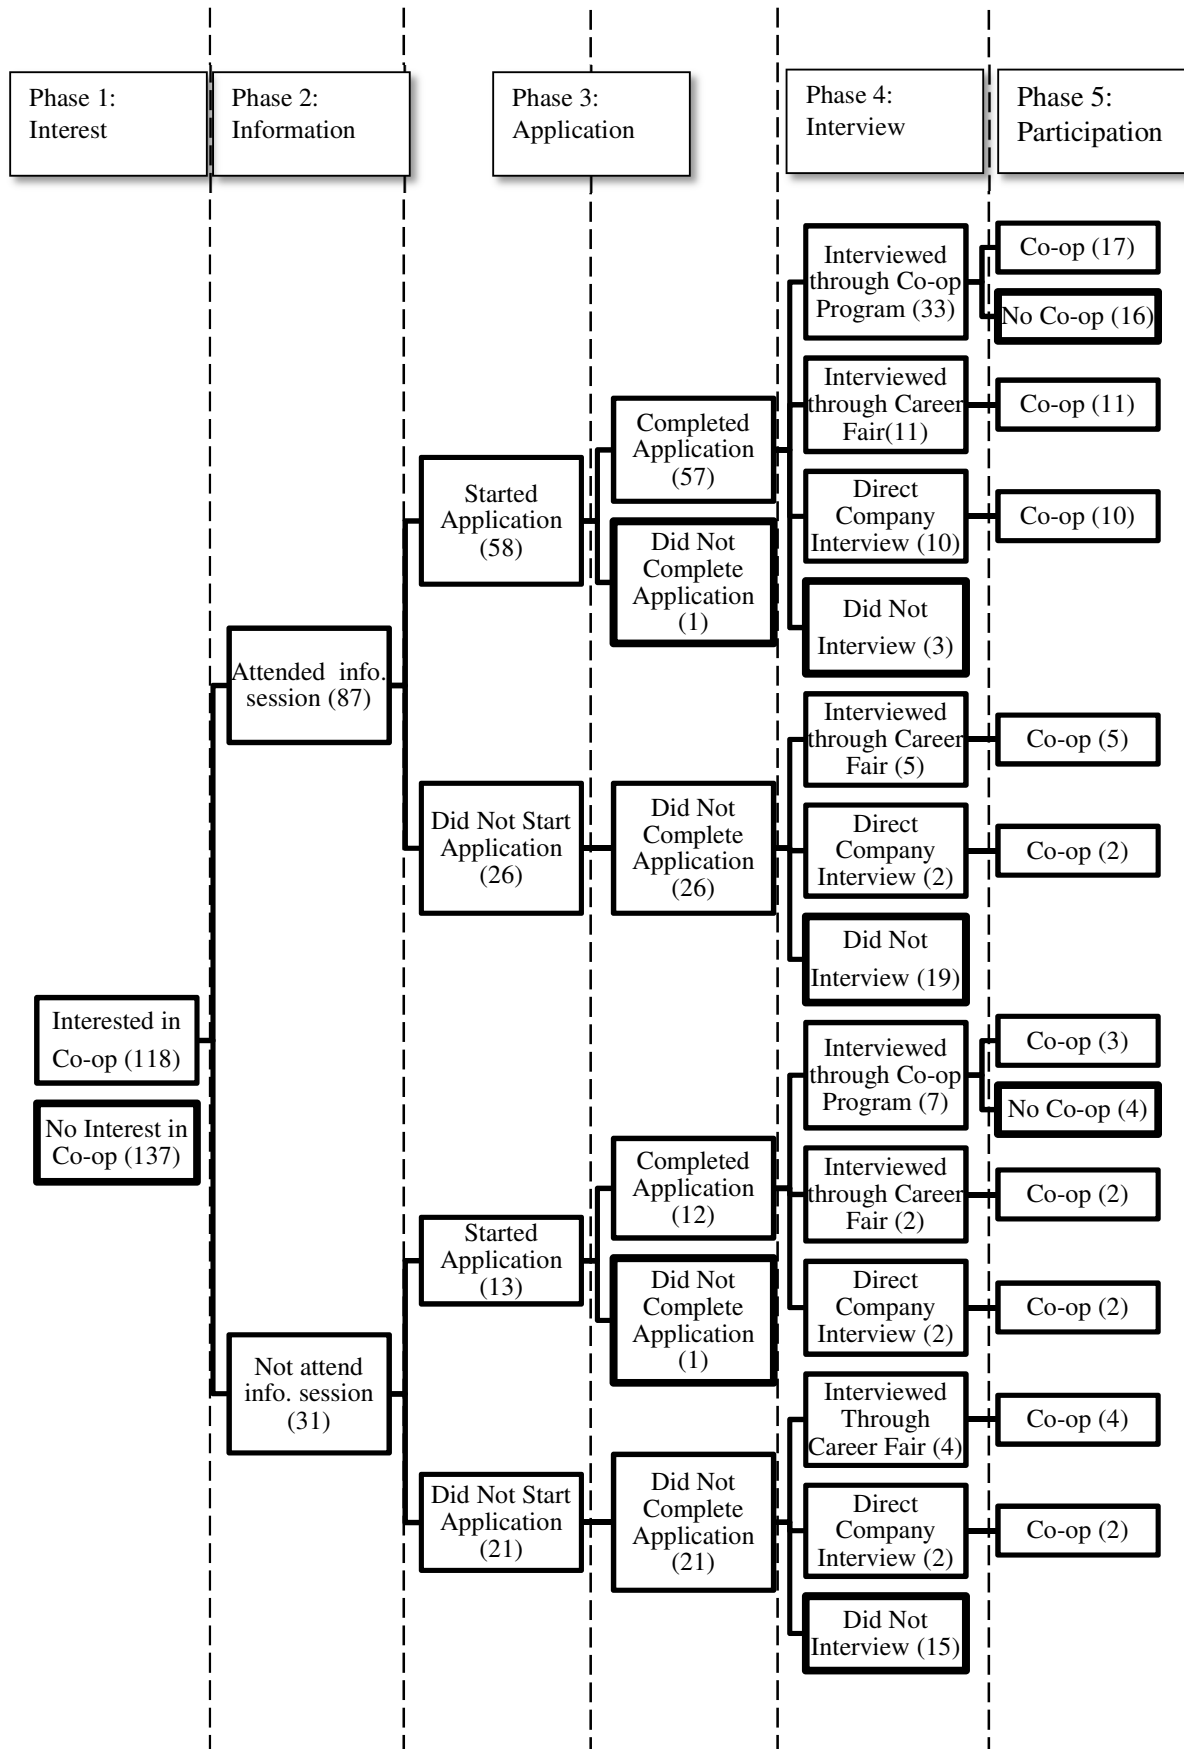 Phase 1:
Interest
Phase 2:
Information
Phase 3:
Application
Phase 4:
Interview
Phase 5:
Participation
Interested in
Co-op (118)
No Interest in
Co-op (137)
Attended info.
session (87)
Not attend
info. session
(31)
Started
Application
(58)
Did Not Start
Application
(26)
Started
Application
(13)
Did Not Start
Application
(21)
Completed
Application
(57)
Did Not
Complete
Application
(1)
Did Not
Complete
Application
(26)
Completed
Application
(12)
Did Not
Complete
Application
(1)
Did Not
Complete
Application
(21)
Interviewed
through Co-op
Program (33)
Interviewed
through Career
Fair(11)
Direct
Company
Interview (10)
Did Not
Interview (3)
Interviewed
through Career
Fair (5)
Direct
Company
Interview (2)
Did Not
Interview (19)
Interviewed
through Co-op
Program (7)
Interviewed
through Career
Fair (2)
Direct
Company
Interview (2)
Interviewed
Through
Career Fair (4)
Direct
Company
Interview (2)
Did Not
Interview (15)
Co-op (17)
No Co-op (16)
Co-op (11)
Co-op (10)
Co-op (5)
Co-op (2)
Co-op (3)
No Co-op (4)
Co-op (2)
Co-op (2)
Co-op (4)
Co-op (2)